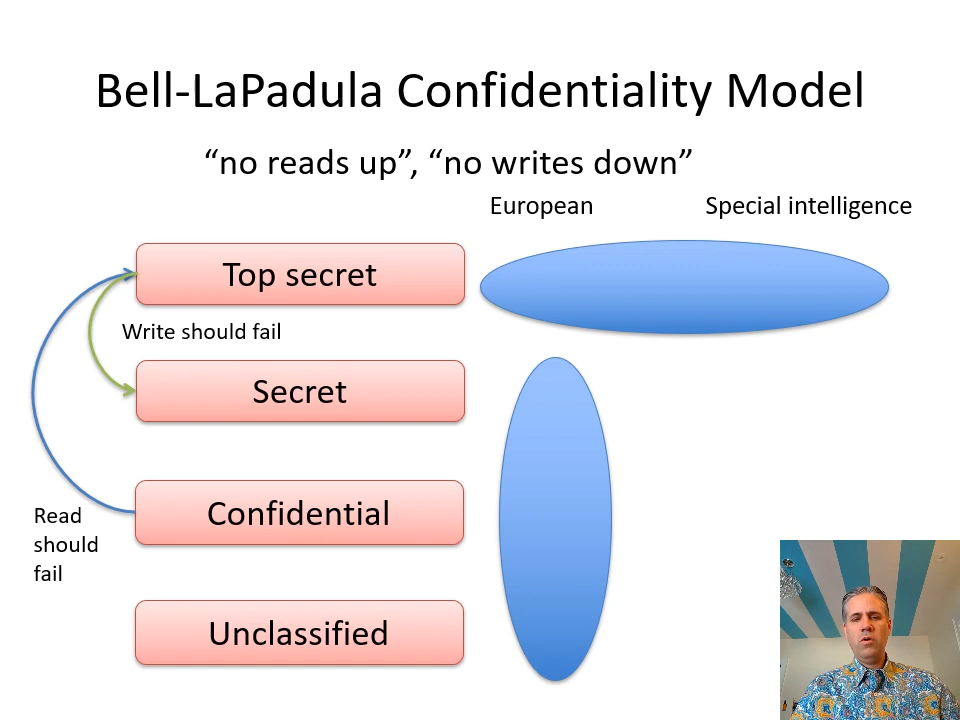 Bell-LaPadula Confidentiality Model
“no reads up”, “no writes down”
European
Special intelligence
Top secret
Write should fail
Secret
Confidential
Read
should
fail
Unclassified